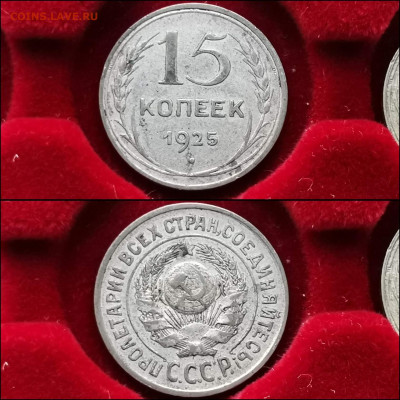 COINS.LAVE.RU
15
КОПЕЕК
1925
ПРОЛЕТАРИИ ВСЕХ СТРАН, СОЕДИНЯЙТЕСЬ!
С.С.С.Р.